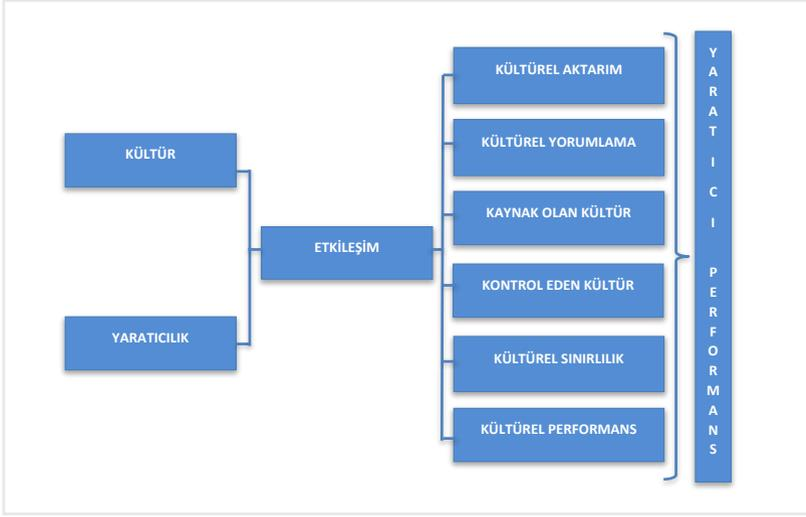 KÜLTÜR
YARATICILIK
ETKİLEŞİM
KÜLTÜREL AKTARIM
KÜLTÜREL YORUMLAMA
KAYNAK OLAN KÜLTÜR
KONTROL EDEN KÜLTÜR
KÜLTÜREL SINIRLILIK
KÜLTÜREL PERFORMANS
YARATICI PERFORMANS